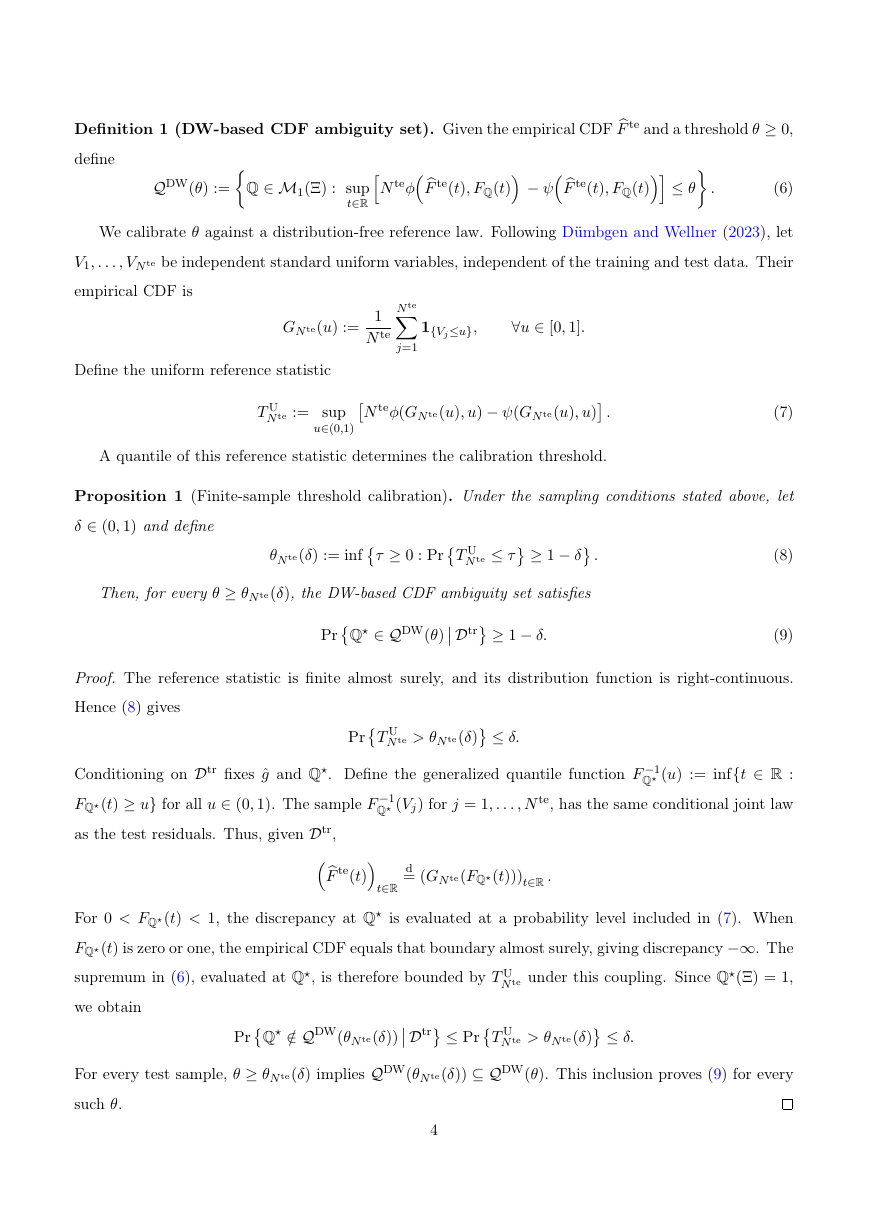 Definition 1 (DW-based CDF ambiguity set). Given the empirical CDF F̂^te and a threshold θ ≥ 0,
define
𝒬^DW(θ) := { ℚ ∈ ℳ₁(Ξ) : sup_{t∈ℝ} [ N^te φ( F̂^te(t), F_ℚ(t) ) − ψ( F̂^te(t), F_ℚ(t) ) ] ≤ θ } . (6)
We calibrate θ against a distribution-free reference law. Following Dümbgen and Wellner (2023), let
V_1, . . . , V_{N^te} be independent standard uniform variables, independent of the training and test data. Their
empirical CDF is
G_{N^te}(u) := 1/N^te ∑_{j=1}^{N^te} 𝟏_{V_j≤u}, ∀u ∈ [0, 1].
Define the uniform reference statistic
T^U_{N^te} := sup_{u∈(0,1)} [ N^te φ(G_{N^te}(u), u) − ψ(G_{N^te}(u), u) ] . (7)
A quantile of this reference statistic determines the calibration threshold.
Proposition 1 (Finite-sample threshold calibration). Under the sampling conditions stated above, let
δ ∈ (0, 1) and define
θ_{N^te}(δ) := inf { τ ≥ 0 : Pr { T^U_{N^te} ≤ τ } ≥ 1 − δ } . (8)
Then, for every θ ≥ θ_{N^te}(δ), the DW-based CDF ambiguity set satisfies
Pr { ℚ⋆ ∈ 𝒬^DW(θ) | 𝒟^tr } ≥ 1 − δ. (9)
Proof. The reference statistic is finite almost surely, and its distribution function is right-continuous.
Hence (8) gives
Pr { T^U_{N^te} > θ_{N^te}(δ) } ≤ δ.
Conditioning on 𝒟^tr fixes ĝ and ℚ⋆. Define the generalized quantile function F^{−1}_{ℚ⋆}(u) := inf{t ∈ ℝ :
F_{ℚ⋆}(t) ≥ u} for all u ∈ (0, 1). The sample F^{−1}_{ℚ⋆}(V_j) for j = 1, . . . , N^te, has the same conditional joint law
as the test residuals. Thus, given 𝒟^tr,
( F̂^te(t) )_{t∈ℝ} =^d (G_{N^te}(F_{ℚ⋆}(t)))_{t∈ℝ} .
For 0 < F_{ℚ⋆}(t) < 1, the discrepancy at ℚ⋆ is evaluated at a probability level included in (7). When
F_{ℚ⋆}(t) is zero or one, the empirical CDF equals that boundary almost surely, giving discrepancy −∞. The
supremum in (6), evaluated at ℚ⋆, is therefore bounded by T^U_{N^te} under this coupling. Since ℚ⋆(Ξ) = 1,
we obtain
Pr { ℚ⋆ ∉ 𝒬^DW(θ_{N^te}(δ)) | 𝒟^tr } ≤ Pr { T^U_{N^te} > θ_{N^te}(δ) } ≤ δ.
For every test sample, θ ≥ θ_{N^te}(δ) implies 𝒬^DW(θ_{N^te}(δ)) ⊆ 𝒬^DW(θ). This inclusion proves (9) for every
such θ. □
4